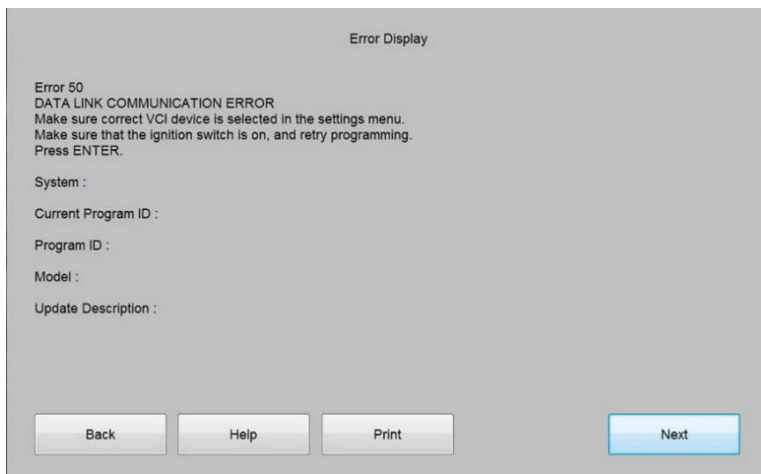 Error Display
Error 50
DATA LINK COMMUNICATION ERROR
Make sure correct VCI device is selected in the settings menu.
Make sure that the ignition switch is on, and retry programming.
Press ENTER.
System :
Current Program ID :
Program ID :
Model :
Update Description :
Back
Help
Print
Next